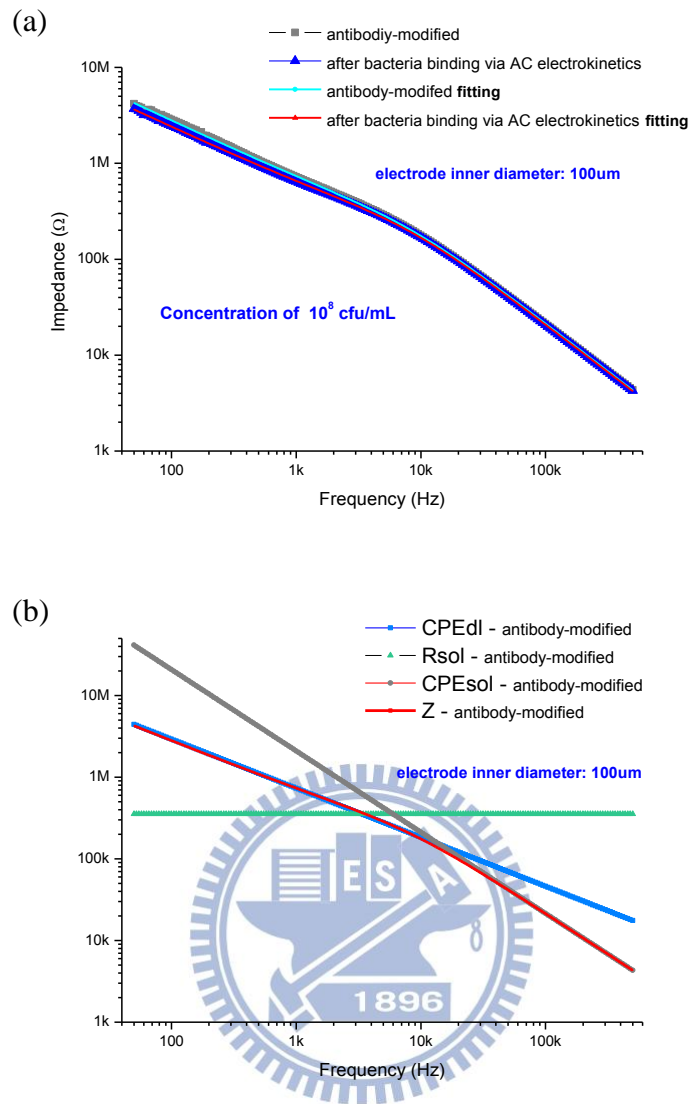 (a)
antibodiy-modified
after bacteria binding via AC electrokinetics
antibody-modifed fitting
after bacteria binding via AC electrokinetics fitting
electrode inner diameter: 100um
Concentration of 10⁸ cfu/mL
Impedance (Ω)
10M
1M
100k
10k
1k
100
1k
10k
100k
Frequency (Hz)
(b)
CPEdl - antibody-modified
Rsol - antibody-modified
CPEsol - antibody-modified
Z - antibody-modified
electrode inner diameter: 100um
10M
1M
100k
10k
1k
E S A
1896
100
1k
10k
100k
Frequency (Hz)